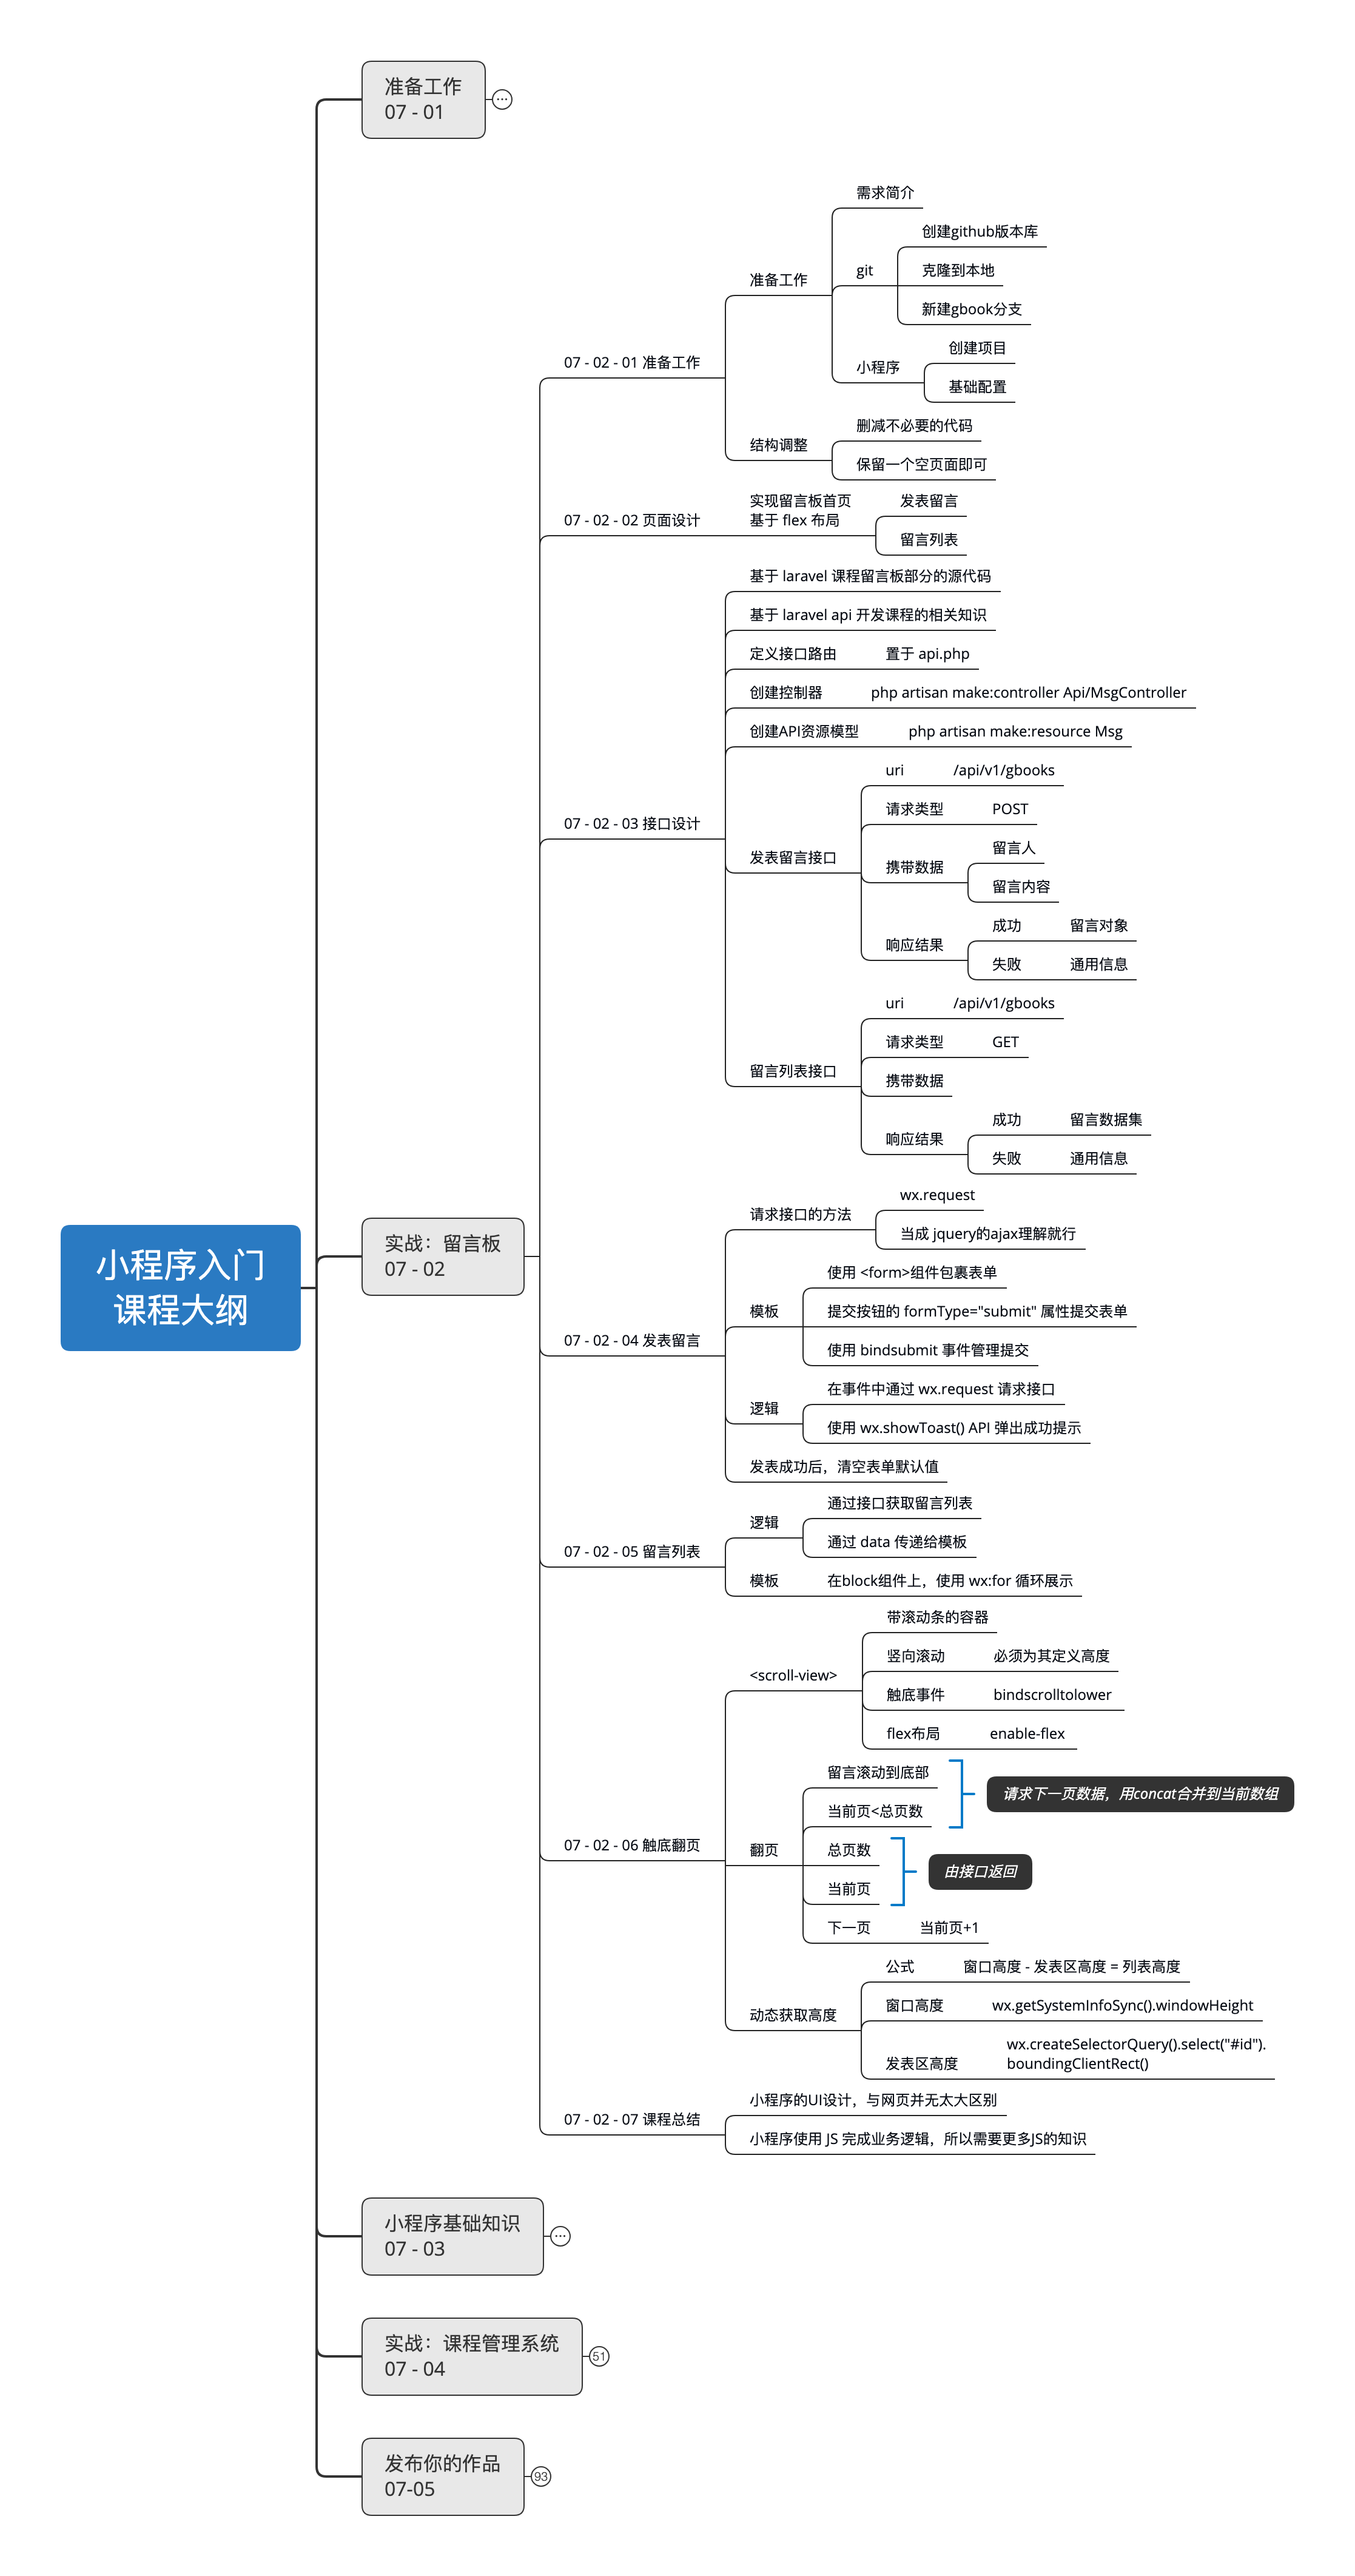 小程序入门
课程大纲
准备工作
07 - 01
实战：留言板
07 - 02
07 - 02 - 01 准备工作
准备工作
需求简介
git
创建github版本库
克隆到本地
新建gbook分支
小程序
创建项目
基础配置
结构调整
删减不必要的代码
保留一个空页面即可
07 - 02 - 02 页面设计
实现留言板首页
基于 flex 布局
发表留言
留言列表
07 - 02 - 03 接口设计
基于 laravel 课程留言板部分的源代码
基于 laravel api 开发课程的相关知识
定义接口路由
置于 api.php
创建控制器
php artisan make:controller Api/MsgController
创建API资源模型
php artisan make:resource Msg
发表留言接口
uri
/api/v1/gbooks
请求类型
POST
携带数据
留言人
留言内容
响应结果
成功
留言对象
失败
通用信息
留言列表接口
uri
/api/v1/gbooks
请求类型
GET
携带数据
响应结果
成功
留言数据集
失败
通用信息
07 - 02 - 04 发表留言
请求接口的方法
wx.request
当成 jquery的ajax理解就行
模板
使用 <form>组件包裹表单
提交按钮的 formType="submit" 属性提交表单
使用 bindsubmit 事件管理提交
逻辑
在事件中通过 wx.request 请求接口
使用 wx.showToast() API 弹出成功提示
发表成功后，清空表单默认值
07 - 02 - 05 留言列表
逻辑
通过接口获取留言列表
通过 data 传递给模板
模板
在block组件上，使用 wx:for 循环展示
07 - 02 - 06 触底翻页
<scroll-view>
带滚动条的容器
竖向滚动
必须为其定义高度
触底事件
bindscrolltolower
flex布局
enable-flex
翻页
留言滚动到底部
当前页<总页数
请求下一页数据，用concat合并到当前数组
总页数
当前页
由接口返回
下一页
当前页+1
动态获取高度
公式
窗口高度 - 发表区高度 = 列表高度
窗口高度
wx.getSystemInfoSync().windowHeight
发表区高度
wx.createSelectorQuery().select("#id").
boundingClientRect()
07 - 02 - 07 课程总结
小程序的UI设计，与网页并无太大区别
小程序使用 JS 完成业务逻辑，所以需要更多JS的知识
小程序基础知识
07 - 03
实战：课程管理系统
07 - 04
51
发布你的作品
07-05
93